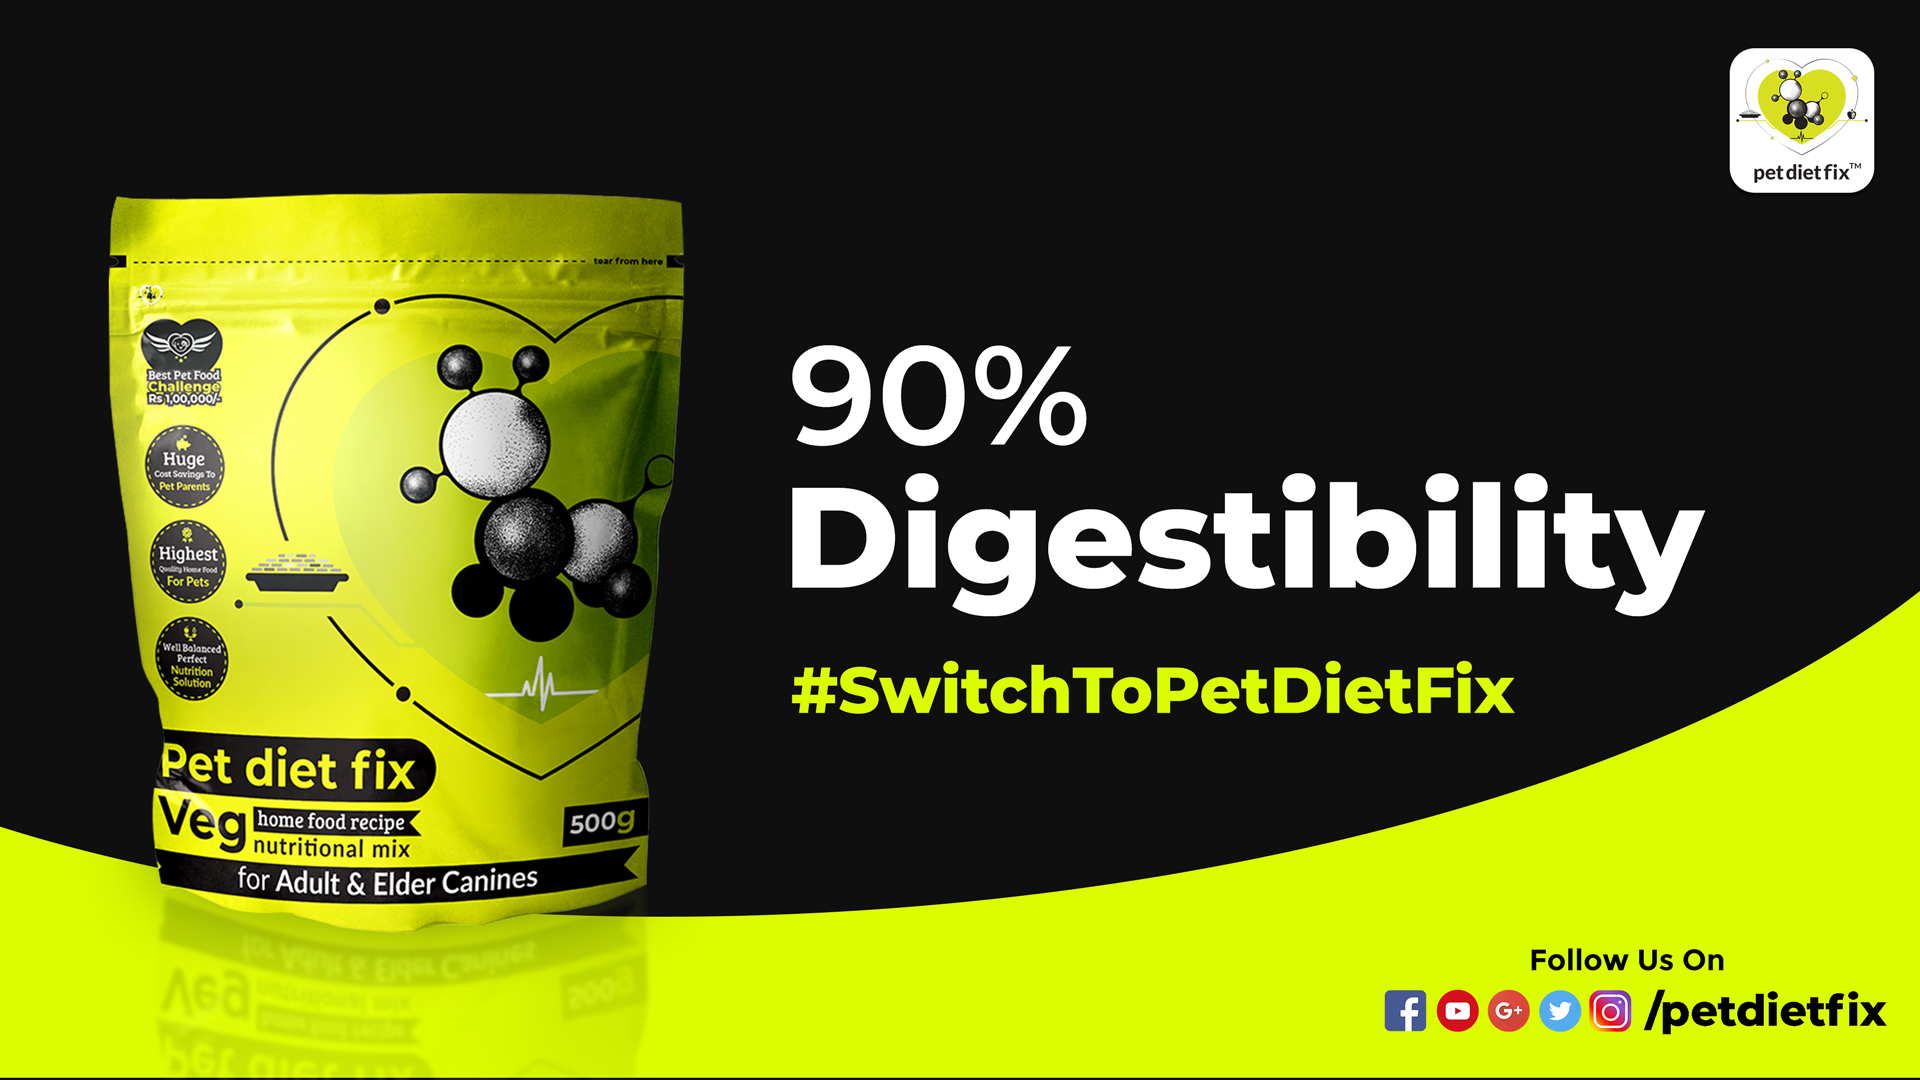 pet diet fix™
tear from here
Best Pet Food
Challenge
Rs 1,00,000/-
Huge
Cost Savings To
Pet Parents
Highest
Quality Home Food
For Pets
Well Balanced
Perfect
Nutrition
Solution
Pet diet fix
Veg home food recipe
nutritional mix
500g
for Adult & Elder Canines
90%
Digestibility
#SwitchToPetDietFix
Follow Us On
/petdietfix